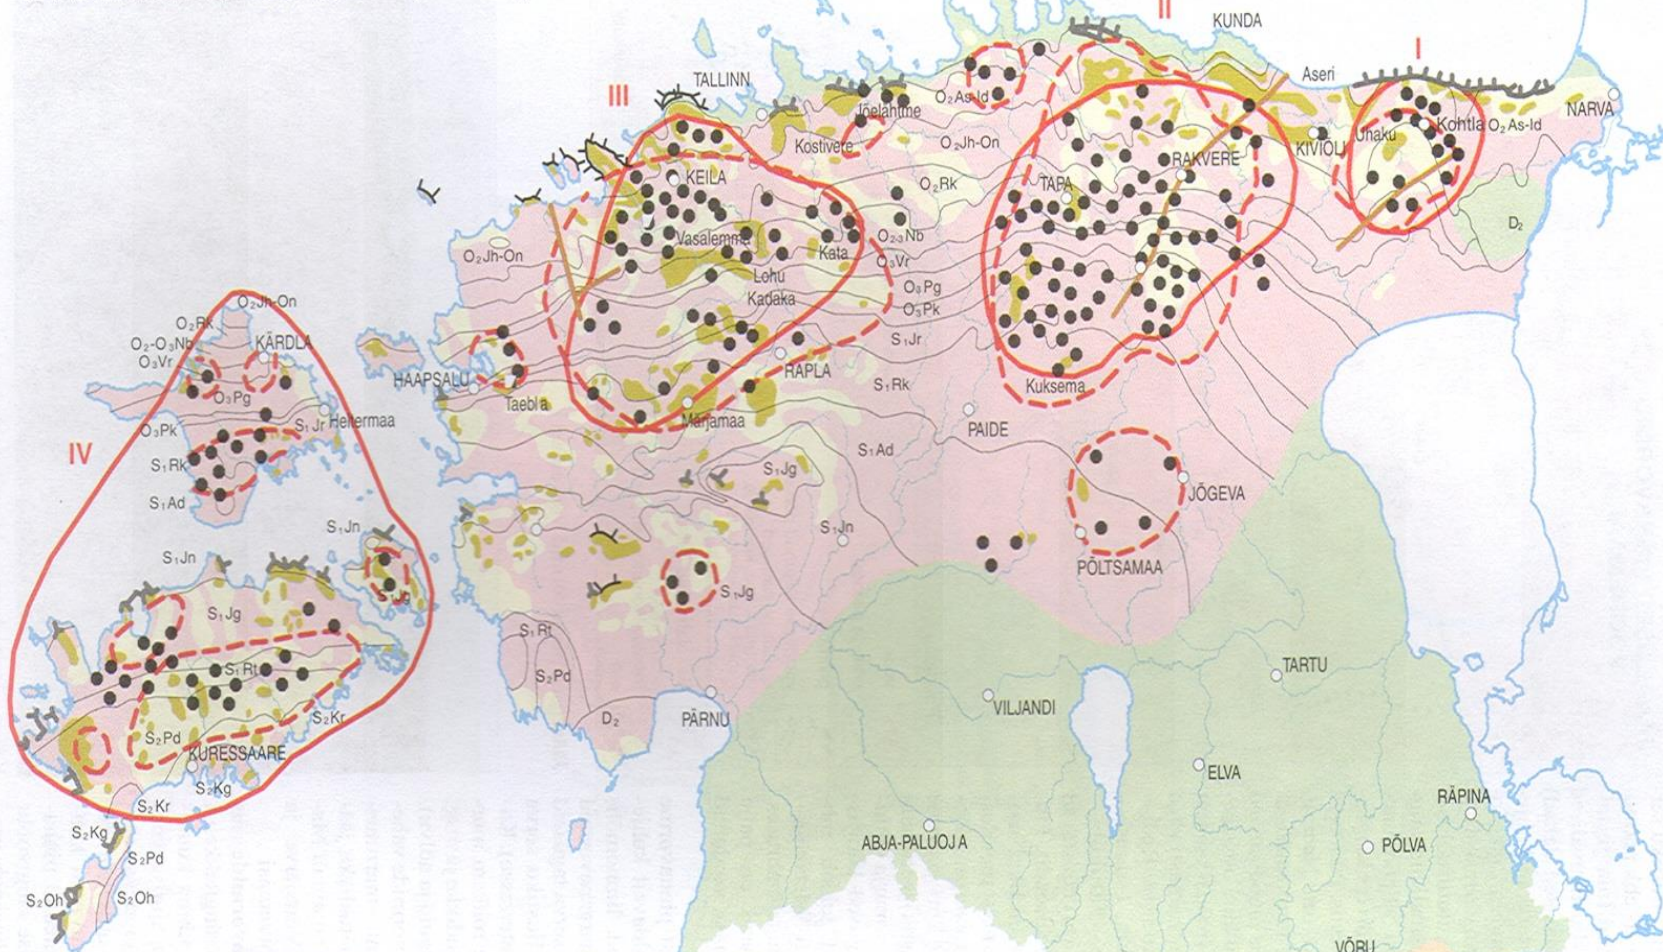 II
KUNDA
I
TALLINN
Aseri
III
NARVA
O₂As-Id
Jõelähtme
Kostivere
O₂Jh-On
KIVIÕLI
Uhaku
Kohtla
O₂As-Id
RAKVERE
KEILA
O₂Rk
TAPA
D₂
O₂Jh-On
Vasalemma
Kata
O₂₋₃Nb
O₃Vr
Lohu
Kadaka
O₃Pg
O₃Pk
O₂Jh-On
O₂Rk
O₂-O₃Nb
KÄRDLA
O₃Vr
S₁Jr
HAAPSALU
RAPLA
S₁Rk
Kuksema
O₃Pg
Taebla
Märjamaa
PAIDE
O₃Pk
S₁Jr
Heltermaa
IV
S₁Rk
S₁Ad
S₁Jg
S₁Ad
JÕGEVA
S₁Jn
S₁Jn
S₁Jn
PÕLTSAMAA
S₁Jg
S₁Jg
S₁Jg
S₁Rt
S₁Rt
S₂Pd
TARTU
S₂Kr
D₂
PÄRNU
VILJANDI
S₂Pd
KURESSAARE
ELVA
S₂Kg
S₂Kr
RÄPINA
S₂Kg
ABJA-PALUOJA
PÕLVA
S₂Pd
S₂Oh
S₂Oh
VÕRU